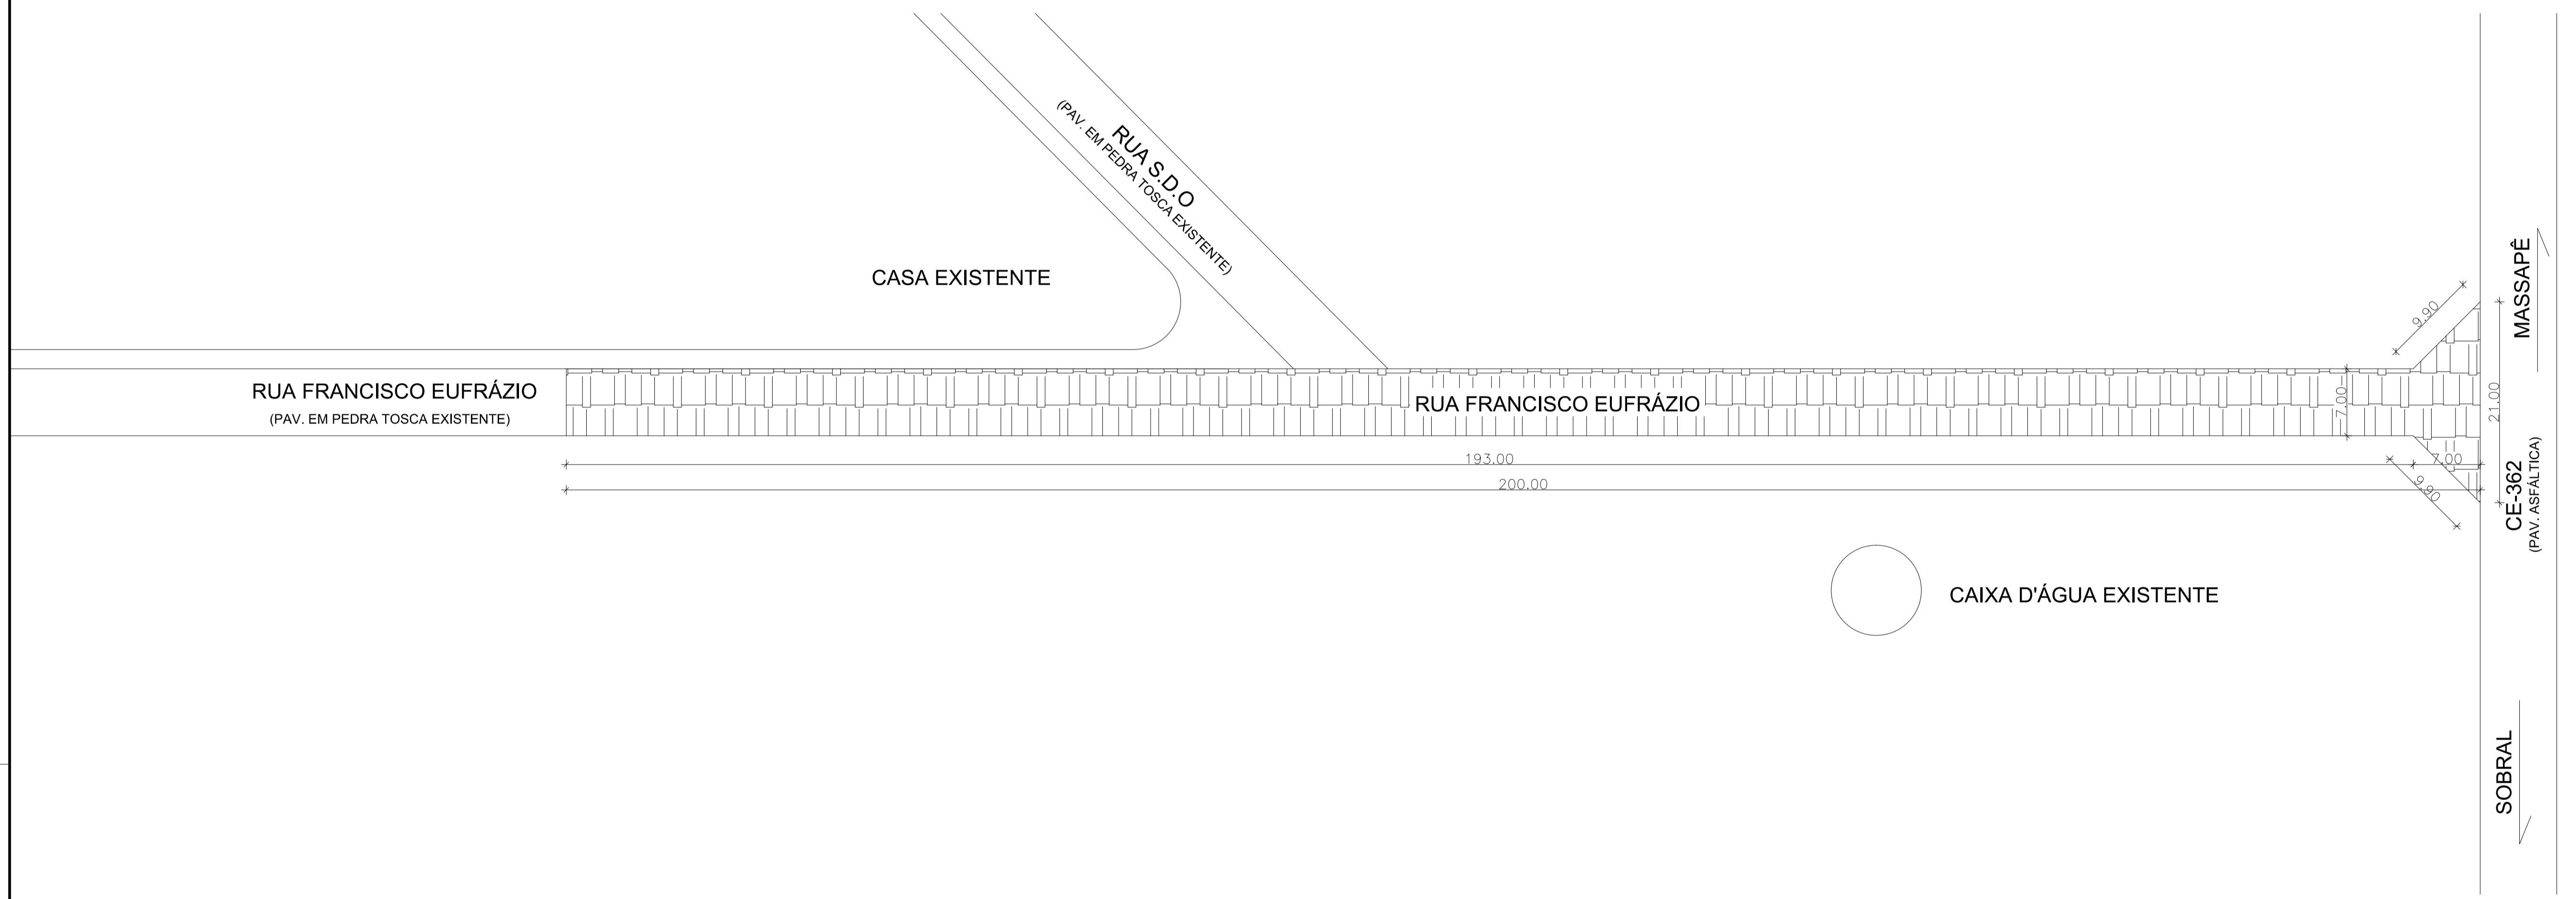 RUA S.D.O
(PAV. EM PEDRA TOSCA EXISTENTE)
CASA EXISTENTE
MASSAPÊ
9.90
RUA FRANCISCO EUFRÁZIO
(PAV. EM PEDRA TOSCA EXISTENTE)
RUA FRANCISCO EUFRÁZIO
7.00
21.00
193.00
7.00
200.00
9.90
CE-362
(PAV. ASFÁLTICA)
CAIXA D'ÁGUA EXISTENTE
SOBRAL